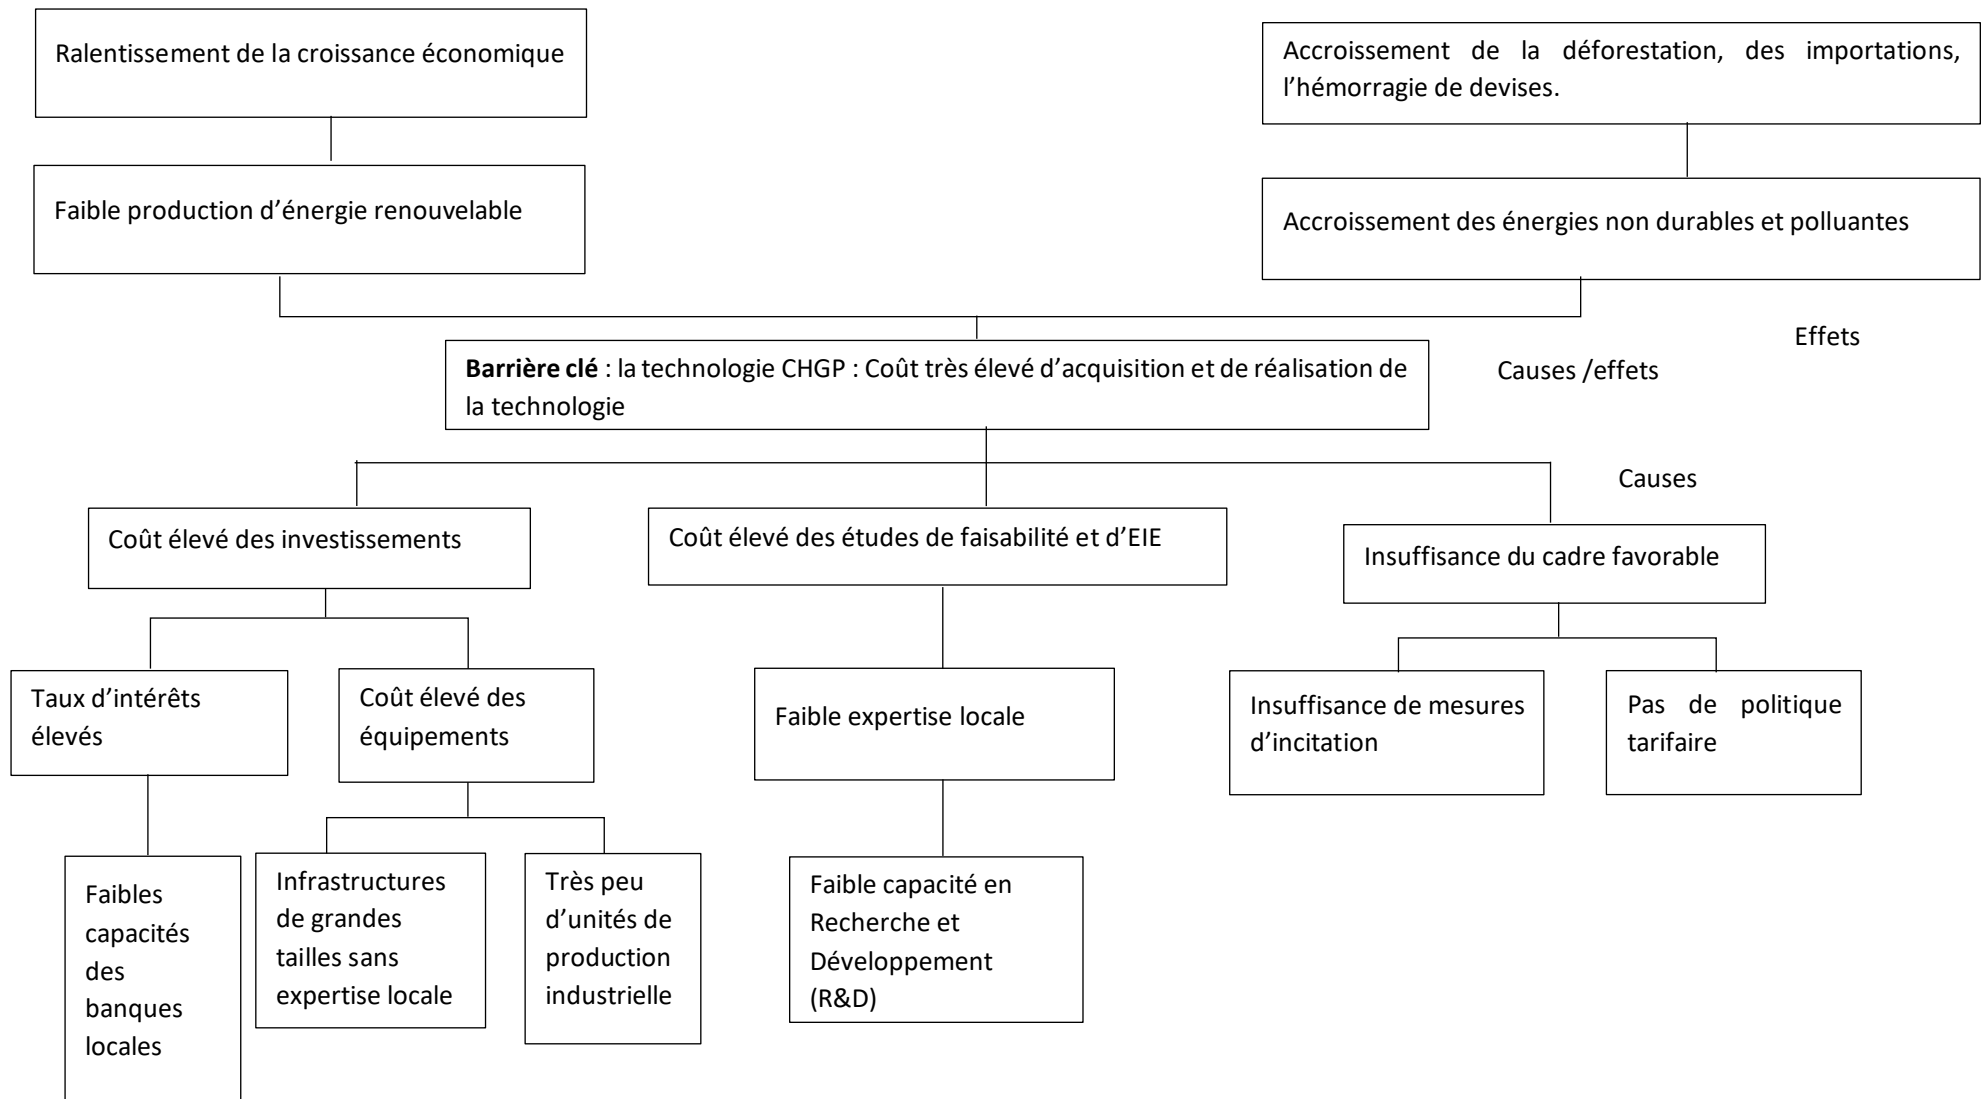 Ralentissement de la croissance économique
Accroissement de la déforestation, des importations,
l’hémorragie de devises.
Faible production d’énergie renouvelable
Accroissement des énergies non durables et polluantes
Effets
Barrière clé : la technologie CHGP : Coût très élevé d’acquisition et de réalisation de
la technologie
Causes /effets
Causes
Coût élevé des investissements
Coût élevé des études de faisabilité et d’EIE
Insuffisance du cadre favorable
Taux d’intérêts
élevés
Coût élevé des
équipements
Faible expertise locale
Insuffisance de mesures
d’incitation
Pas de politique
tarifaire
Faibles
capacités
des
banques
locales
Infrastructures
de grandes
tailles sans
expertise locale
Très peu
d’unités de
production
industrielle
Faible capacité en
Recherche et
Développement
(R&D)